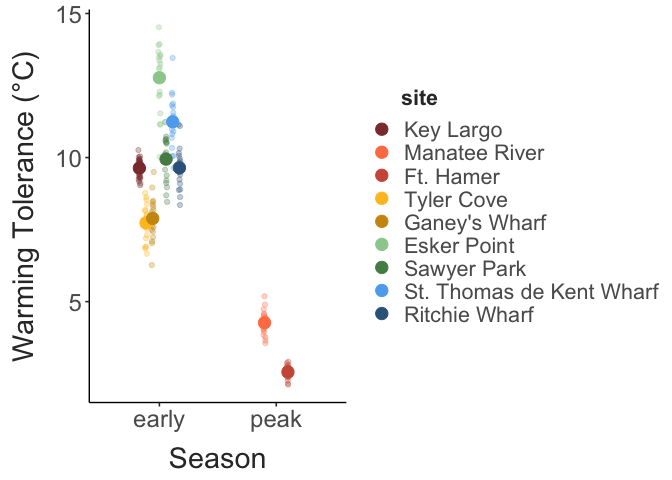 15
10
5
Warming Tolerance (°C)
early
peak
Season
site
Key Largo
Manatee River
Ft. Hamer
Tyler Cove
Ganey's Wharf
Esker Point
Sawyer Park
St. Thomas de Kent Wharf
Ritchie Wharf